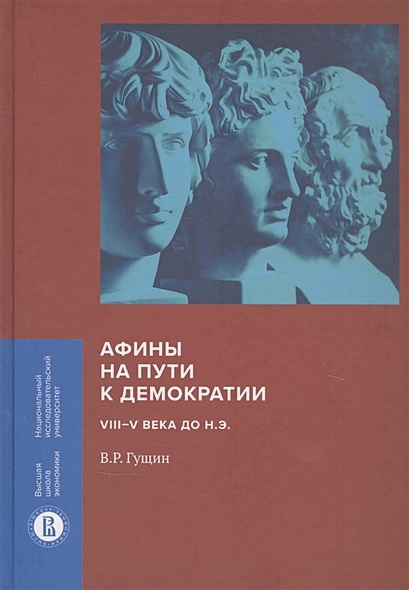 АФИНЫ
НА ПУТИ
К ДЕМОКРАТИИ
VIII–V ВЕКА ДО Н.Э.
В.Р. Гущин
Национальный
исследовательский
университет
Высшая
школа
экономики